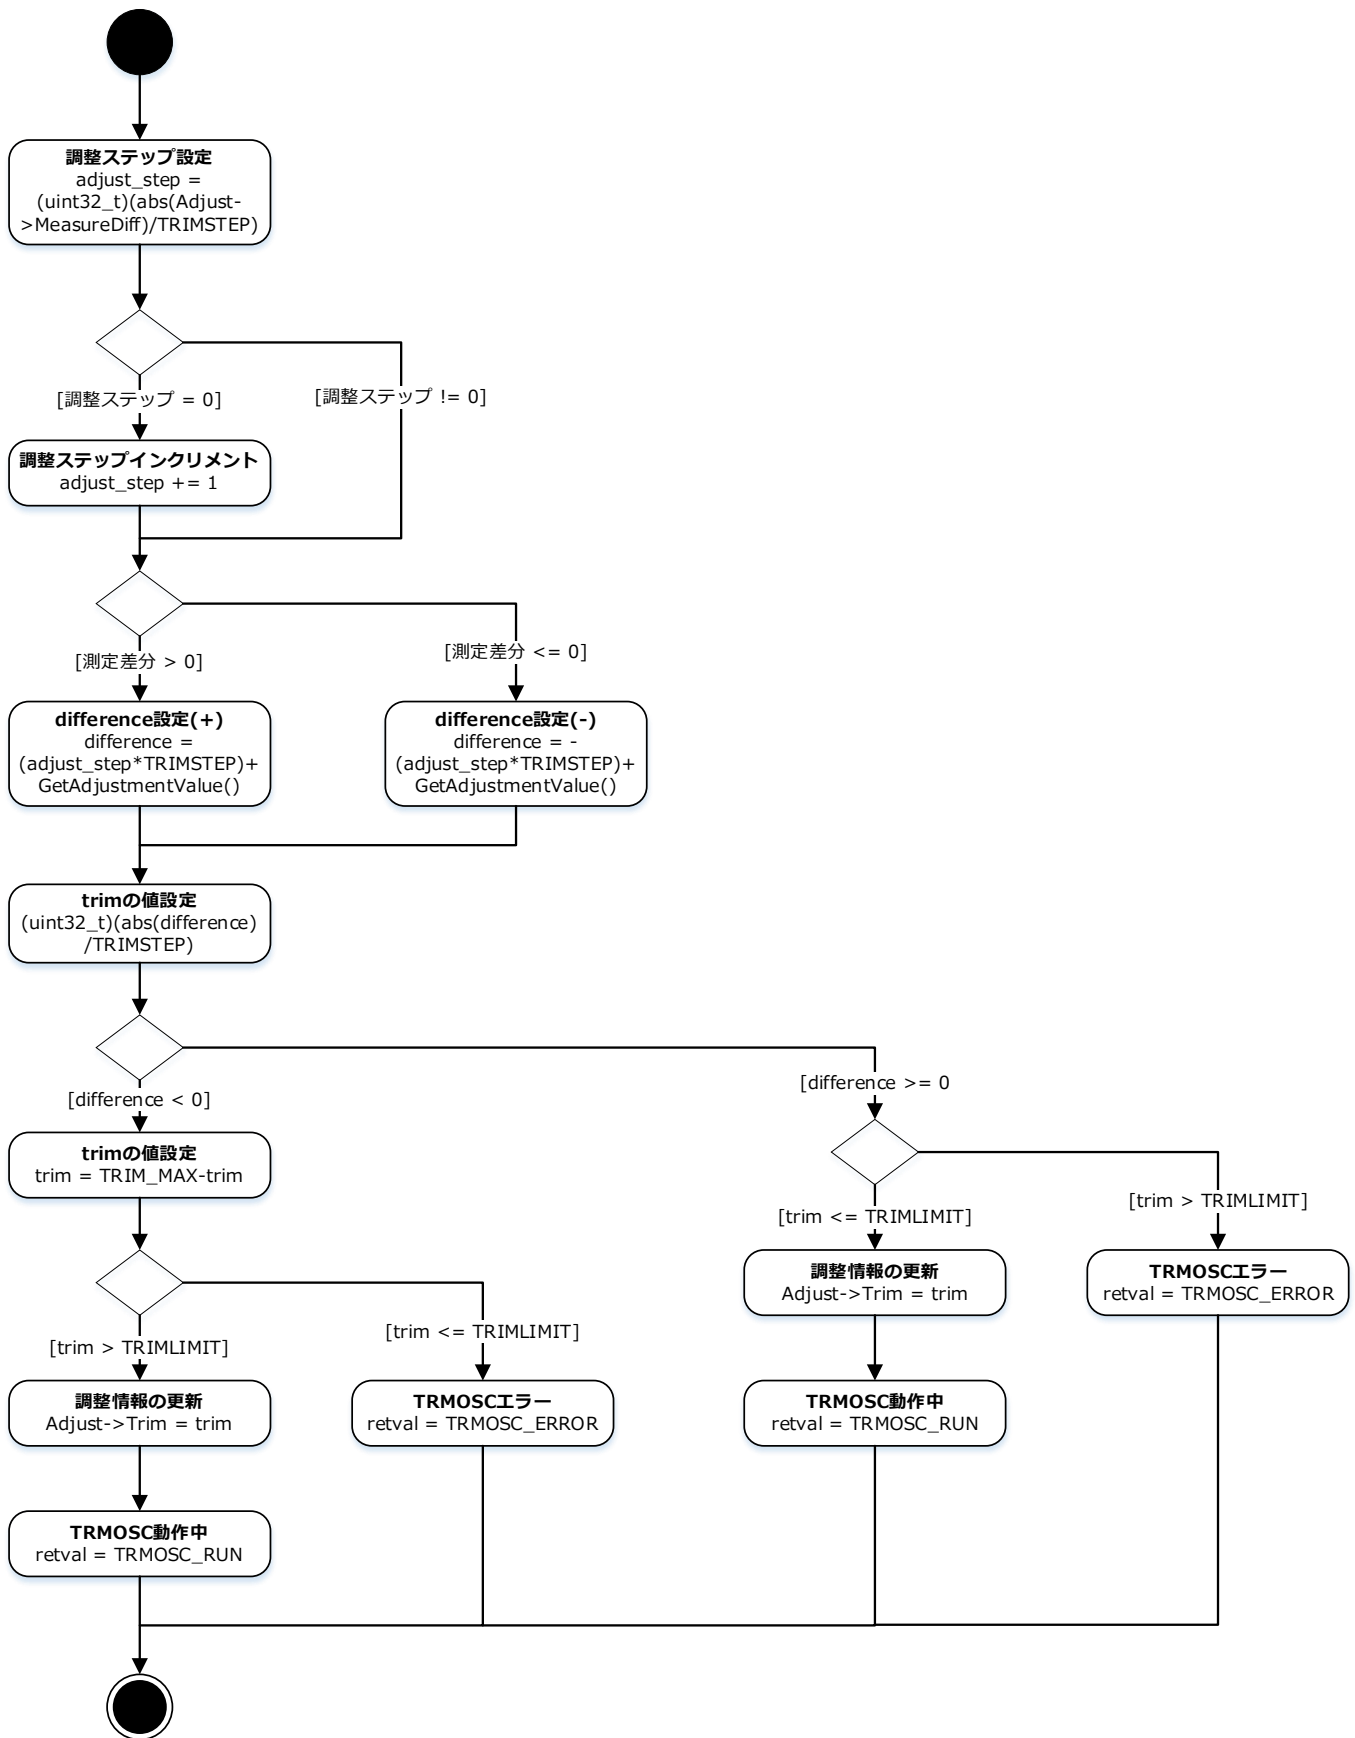 調整ステップ設定
adjust_step =
(uint32_t)(abs(Adjust-
>MeasureDiff)/TRIMSTEP)
[調整ステップ = 0]
[調整ステップ != 0]
調整ステップインクリメント
adjust_step += 1
[測定差分 > 0]
[測定差分 <= 0]
difference設定(+)
difference =
(adjust_step*TRIMSTEP)+
GetAdjustmentValue()
difference設定(-)
difference = -
(adjust_step*TRIMSTEP)+
GetAdjustmentValue()
trimの値設定
(uint32_t)(abs(difference)
/TRIMSTEP)
[difference < 0]
[difference >= 0
trimの値設定
trim = TRIM_MAX-trim
[trim <= TRIMLIMIT]
[trim > TRIMLIMIT]
調整情報の更新
Adjust->Trim = trim
TRMOSCエラー
retval = TRMOSC_ERROR
[trim > TRIMLIMIT]
[trim <= TRIMLIMIT]
調整情報の更新
Adjust->Trim = trim
TRMOSCエラー
retval = TRMOSC_ERROR
TRMOSC動作中
retval = TRMOSC_RUN
TRMOSC動作中
retval = TRMOSC_RUN